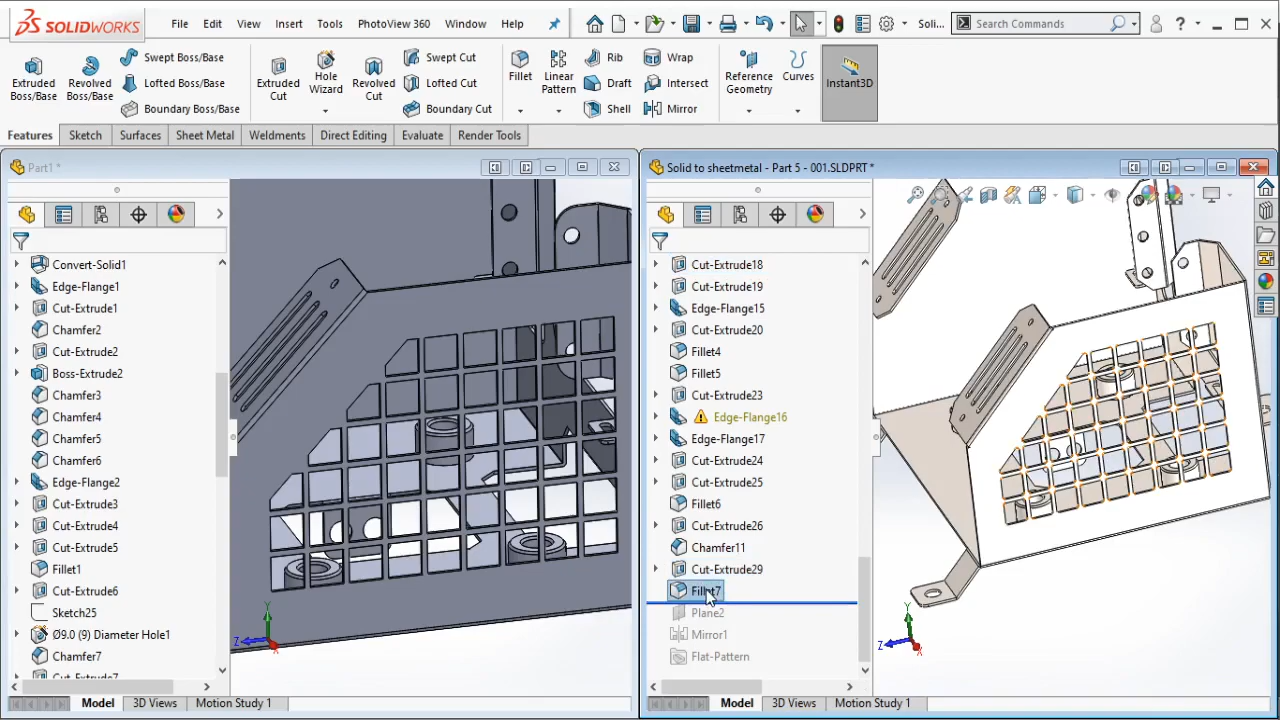 SOLIDWORKS File Edit View Insert Tools PhotoView 360 Window Help Soli... Search Commands
Extruded Boss/Base
Revolved Boss/Base
Swept Boss/Base
Lofted Boss/Base
Boundary Boss/Base
Extruded Cut
Hole Wizard
Revolved Cut
Swept Cut
Lofted Cut
Boundary Cut
Fillet
Linear Pattern
Rib
Draft
Shell
Wrap
Intersect
Mirror
Reference Geometry
Curves
Instant3D
Features Sketch Surfaces Sheet Metal Weldments Direct Editing Evaluate Render Tools
Part1 *
Convert-Solid1
Edge-Flange1
Cut-Extrude1
Chamfer2
Cut-Extrude2
Boss-Extrude2
Chamfer3
Chamfer4
Chamfer5
Chamfer6
Edge-Flange2
Cut-Extrude3
Cut-Extrude4
Cut-Extrude5
Fillet1
Cut-Extrude6
Sketch25
Ø9.0 (9) Diameter Hole1
Chamfer7
Cut-Extrude7
Y
Z
X
Model 3D Views Motion Study 1
Solid to sheetmetal - Part 5 - 001.SLDPRT *
Cut-Extrude18
Cut-Extrude19
Edge-Flange15
Cut-Extrude20
Fillet4
Fillet5
Cut-Extrude23
Edge-Flange16
Edge-Flange17
Cut-Extrude24
Cut-Extrude25
Fillet6
Cut-Extrude26
Chamfer11
Cut-Extrude29
Fillet7
Plane2
Mirror1
Flat-Pattern
Y
Z
X
Model 3D Views Motion Study 1